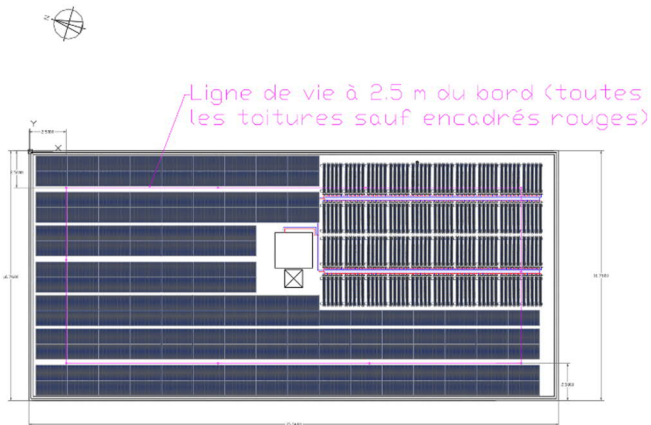 N
Ligne de vie à 2.5 m du bord (toutes
les toitures sauf encadrés rouges)
Y
X